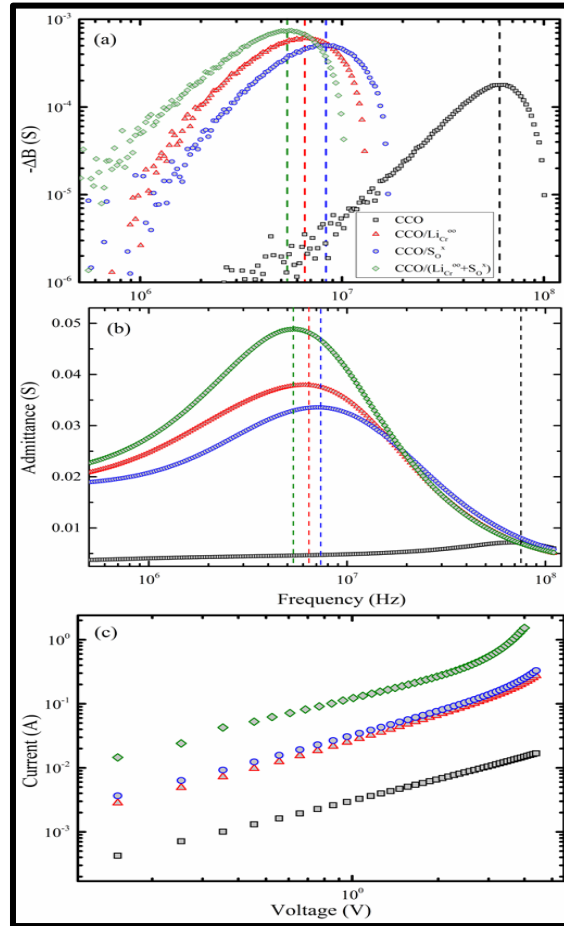 (a)
-ΔB (S)
10⁻³
10⁻⁴
10⁻⁵
10⁻⁶
CCO
CCO/Li_Cr^oo
CCO/S_O^x
CCO/(Li_Cr^oo+S_O^x)
10⁶ 10⁷ 10⁸
(b)
Admittance (S)
0.05
0.04
0.03
0.02
0.01
10⁶ 10⁷ 10⁸
Frequency (Hz)
(c)
Current (A)
10⁰
10⁻¹
10⁻²
10⁻³
10⁰
Voltage (V)